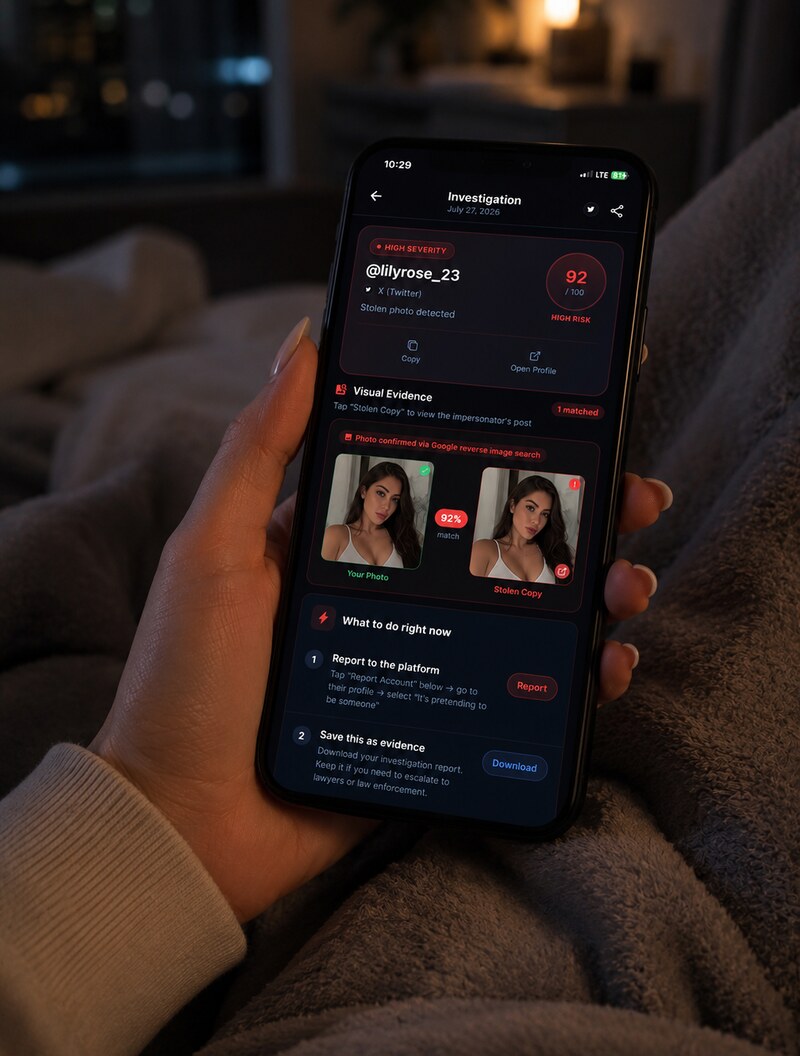 10:29
LTE 81+
Investigation
July 27, 2026
HIGH SEVERITY
@lilyrose_23
X (Twitter)
Stolen photo detected
92
/ 100
HIGH RISK
Copy
Open Profile
Visual Evidence
Tap "Stolen Copy" to view the impersonator's post
1 matched
Photo confirmed via Google reverse image search
92%
match
!
Your Photo
Stolen Copy
What to do right now
1
Report to the platform
Tap "Report Account" below → go to
their profile → select "It's pretending to
be someone"
Report
2
Save this as evidence
Download your investigation report.
Keep it if you need to escalate to
lawyers or law enforcement.
Download